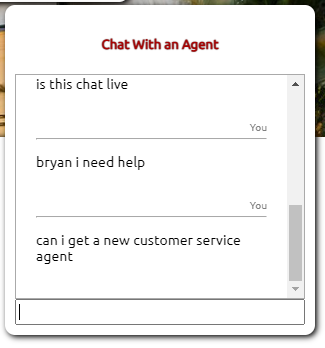 Chat With an Agent
is this chat live
You
bryan i need help
You
can i get a new customer service
agent